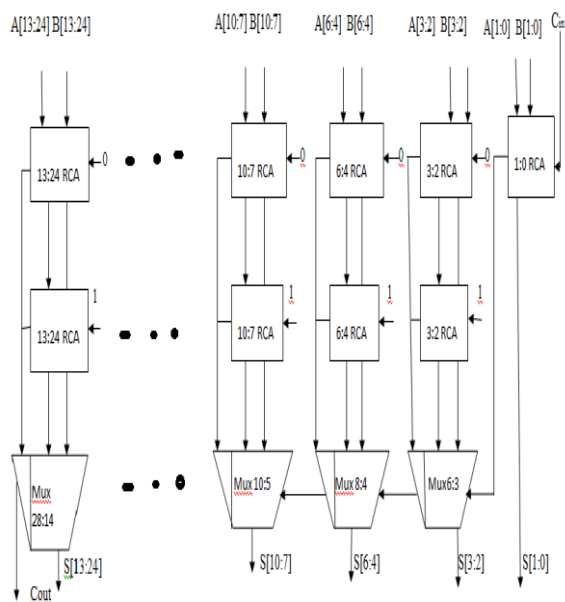 A[13:24] B[13:24] A[10:7] B[10:7] A[6:4] B[6:4] A[3:2] B[3:2] A[1:0] B[1:0] Cin
13:24 RCA 0 10:7 RCA 0 6:4 RCA 0 3:2 RCA 0 1:0 RCA
1 1 1 1
13:24 RCA 10:7 RCA 6:4 RCA 3:2 RCA
Mux 28:14 Mux 10:5 Mux 8:4 Mux6:3
Cout S[13:24] S[10:7] S[6:4] S[3:2] S[1:0]